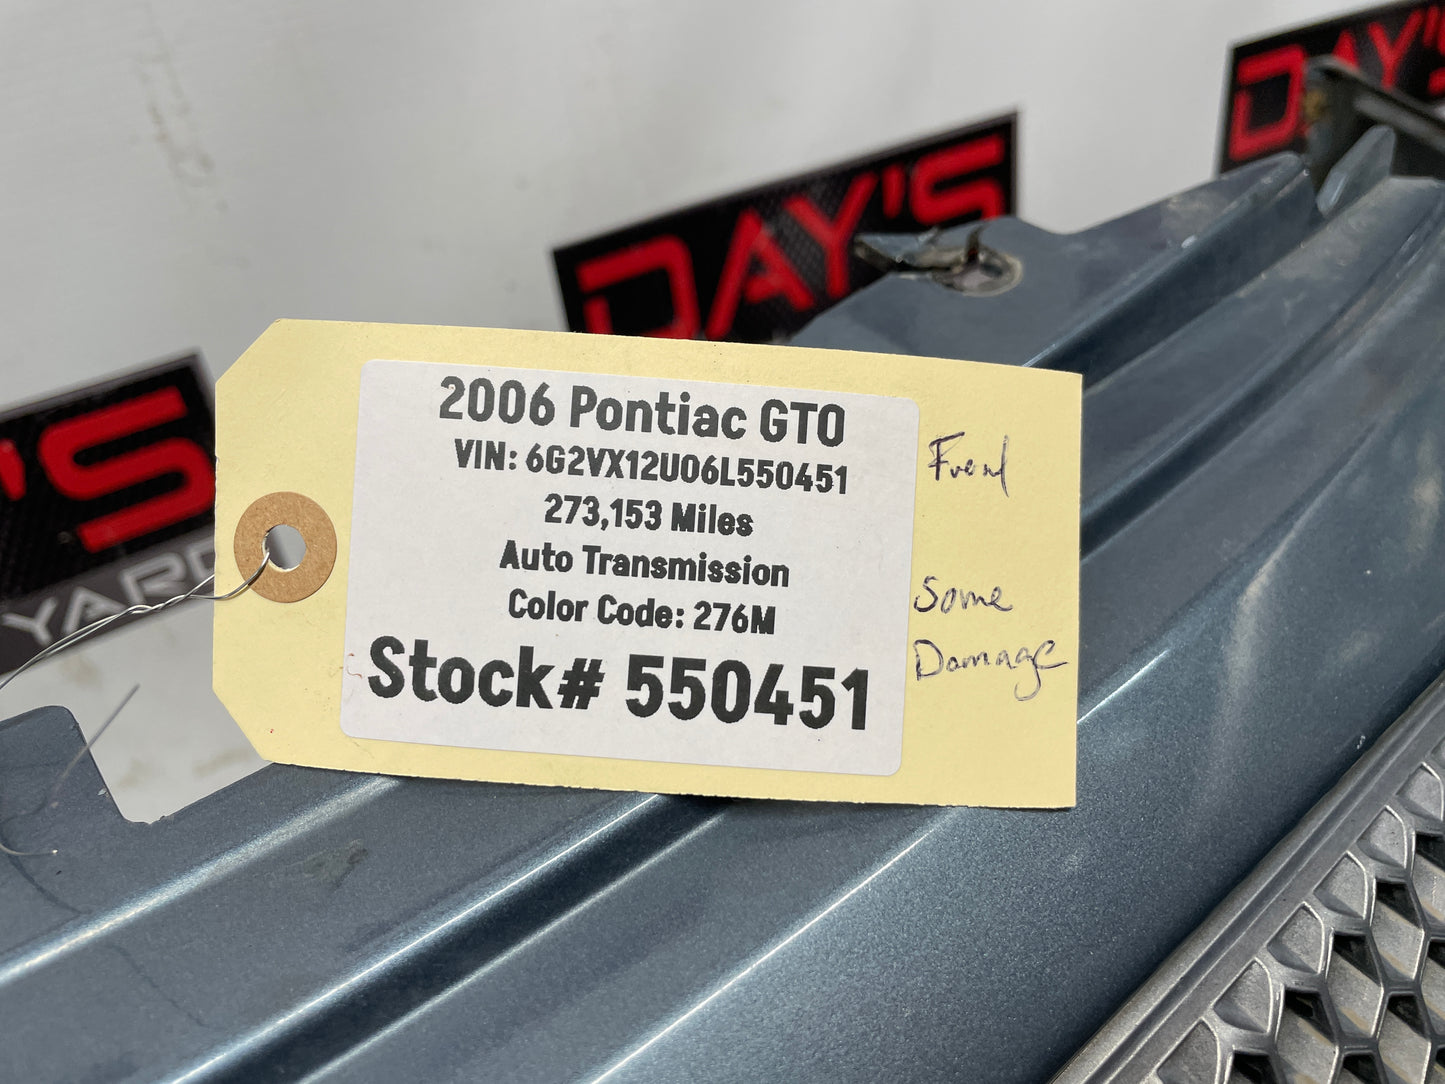 DAY'S
DAY'S
'S
YARD
2006 Pontiac GTO
VIN: 6G2VX12U06L550451
273,153 Miles
Auto Transmission
Color Code: 276M
Stock# 550451
Some
Damage